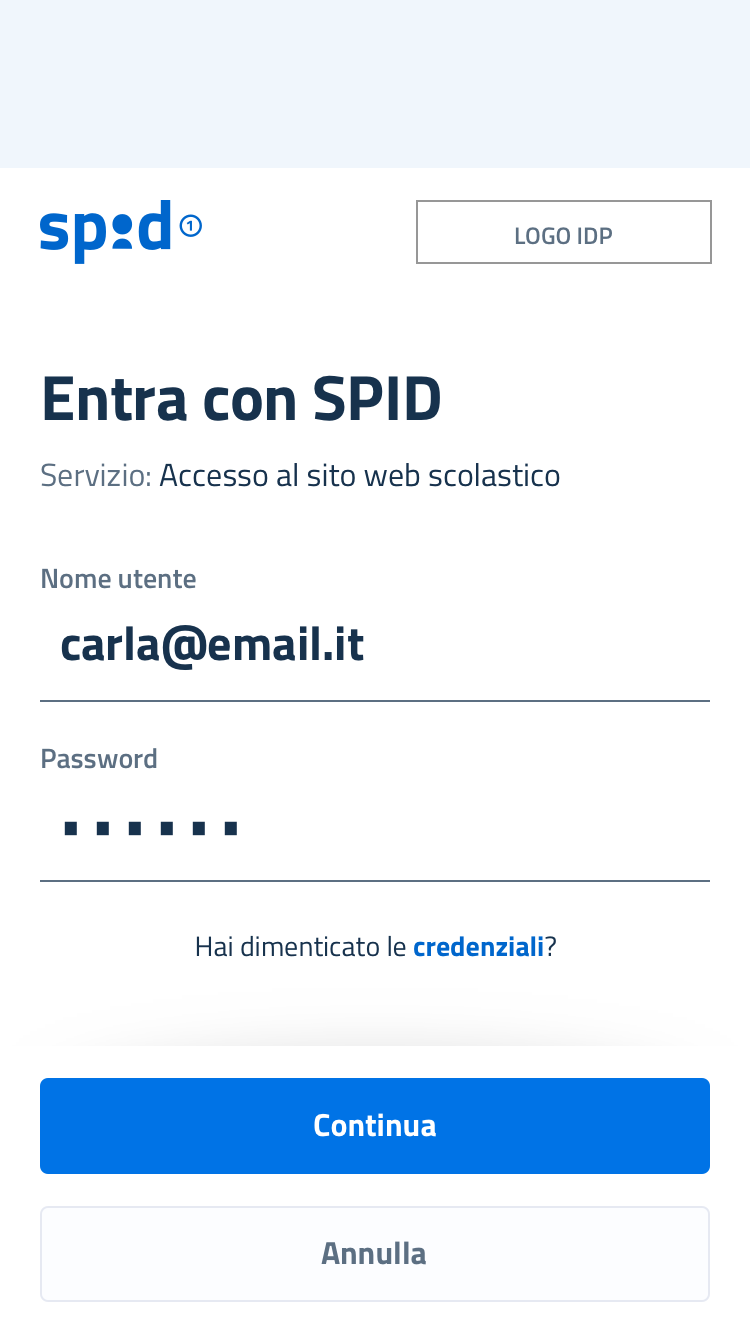 spid 1
LOGO IDP
Entra con SPID
Servizio: Accesso al sito web scolastico
Nome utente
carla@email.it
Password
Hai dimenticato le credenziali?
Continua
Annulla